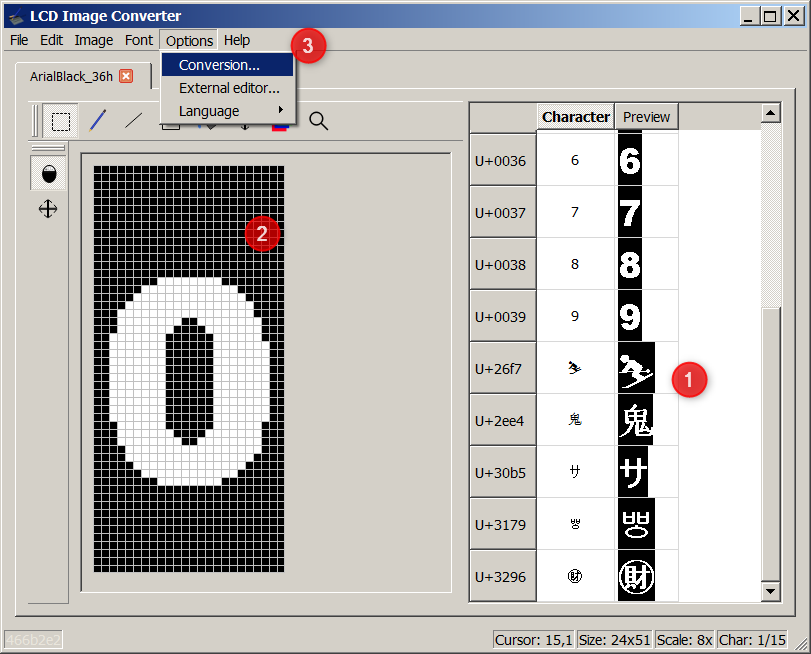 LCD Image Converter
File Edit Image Font Options Help
3
Conversion...
External editor...
Language
ArialBlack_36h
Character Preview
U+0036 6 6
U+0037 7 7
U+0038 8 8
U+0039 9 9
U+26f7 ⛷ ⛷
U+2ee4 ⻤ ⻤
U+30b5 サ サ
U+3179 ㅹ ㅹ
U+3296 ㊖ ㊖
2
1
0
466b2e2
Cursor: 15,1 Size: 24x51 Scale: 8x Char: 1/15